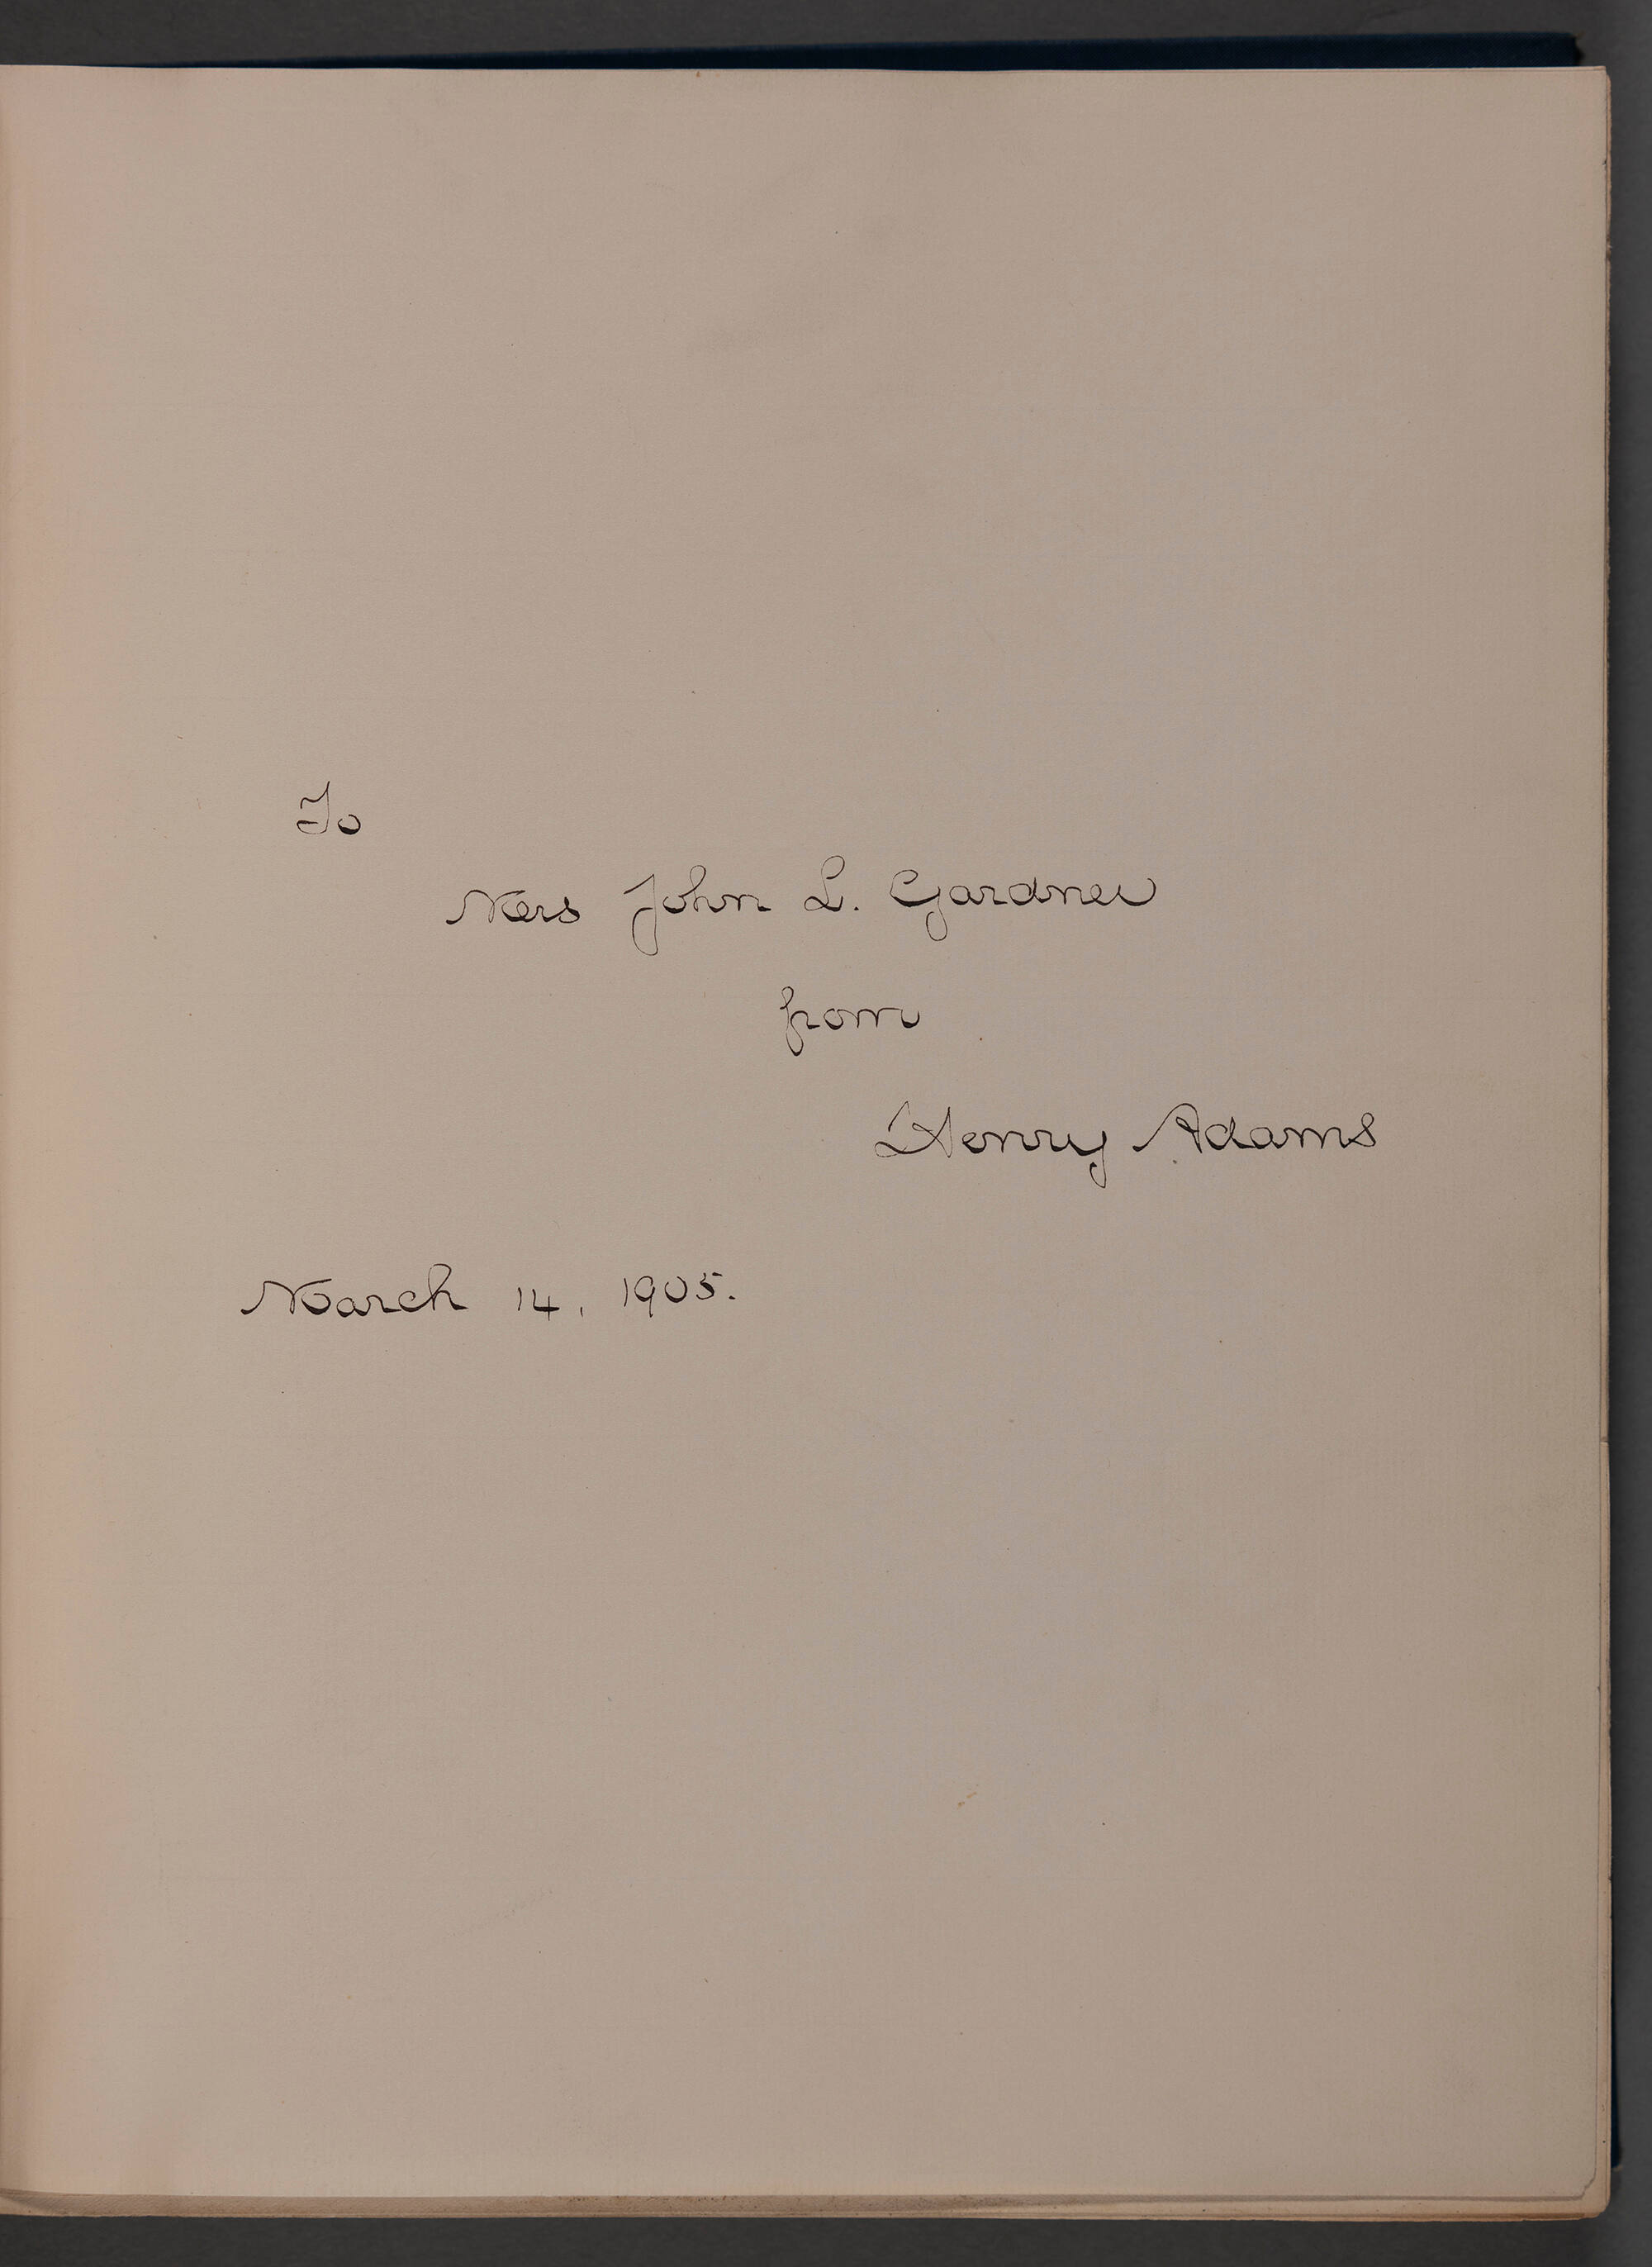 To
Mrs John L. Gardner
from
Henry Adams
March 14, 1905.